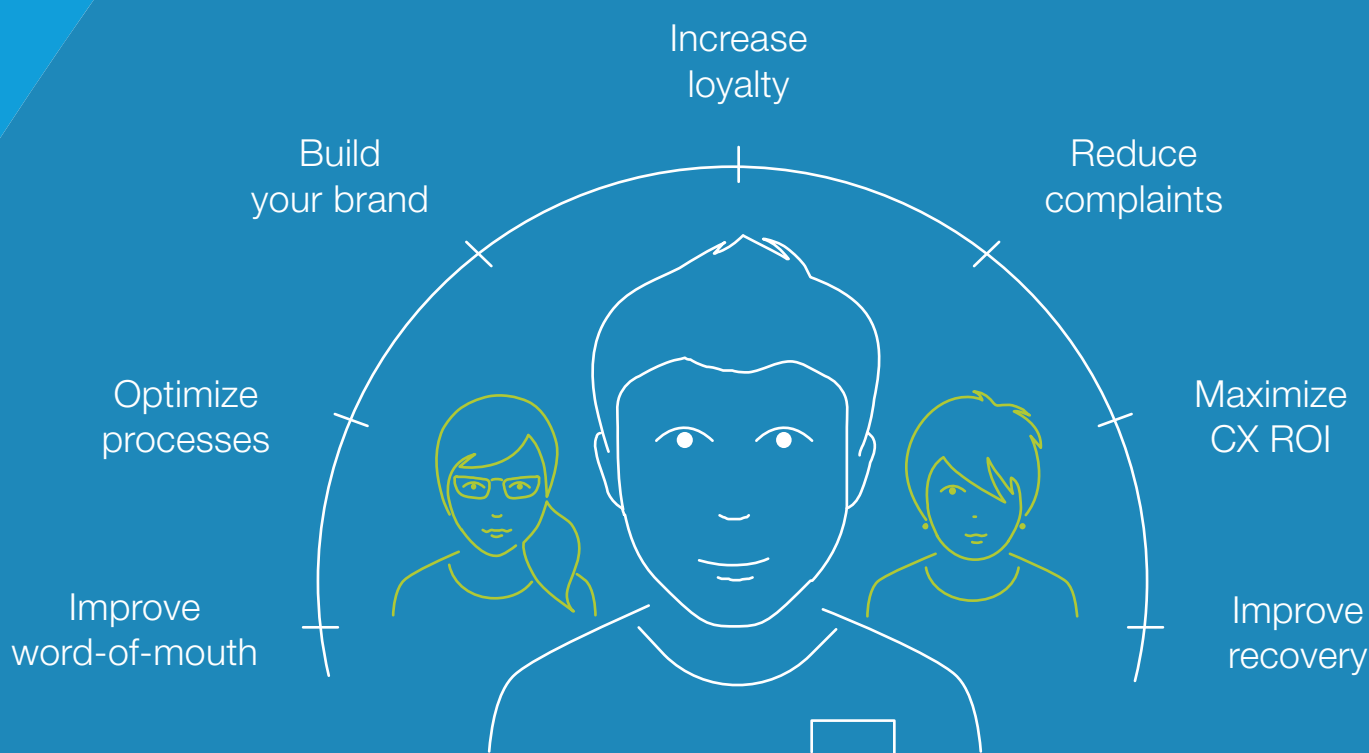 Increase
loyalty
Build
your brand
Reduce
complaints
Optimize
processes
Maximize
CX ROI
Improve
word-of-mouth
Improve
recovery